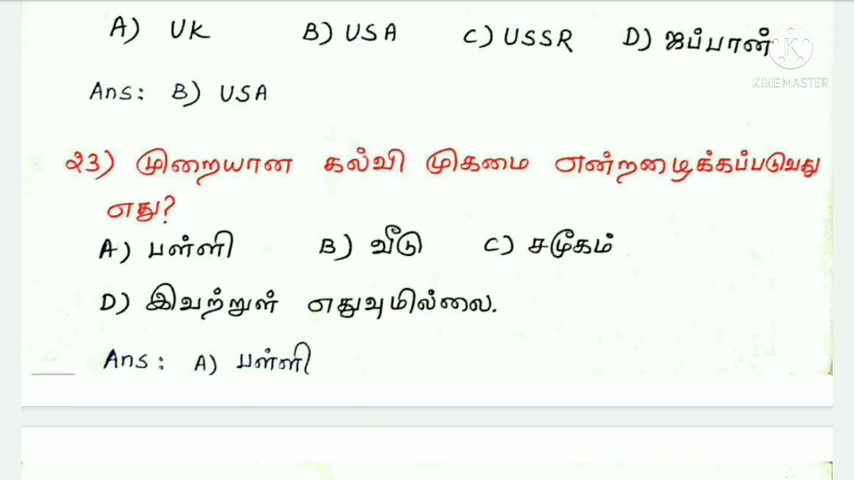 A) UK B) USA C) USSR D) ஜப்பான்
KINEMASTER
Ans: B) USA
23) முறையான கல்வி முகமை என்றழைக்கப்படுவது
எது?
A) பள்ளி B) வீடு C) சமூகம்
D) இவற்றுள் எதுவுமில்லை.
Ans: A) பள்ளி